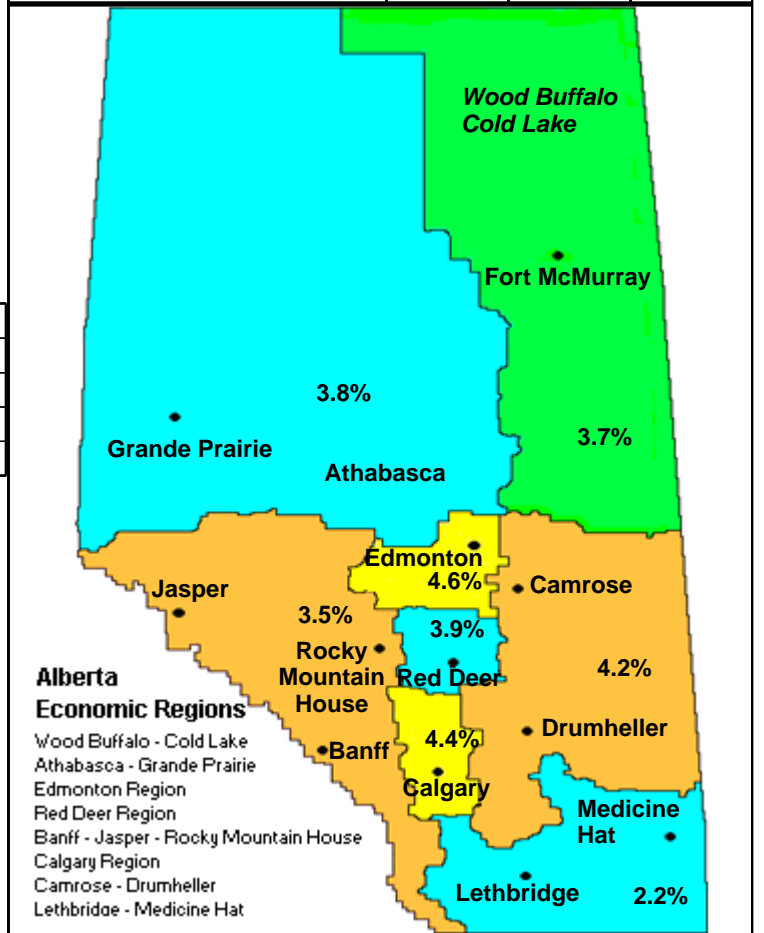 Wood Buffalo
Cold Lake
Fort McMurray
3.8%
3.7%
Grande Prairie
Athabasca
Edmonton
4.6%
Jasper
Camrose
3.5%
3.9%
Rocky
Mountain
House
Red Deer
4.2%
Banff
4.4%
Drumheller
Calgary
Medicine
Hat
Lethbridge
2.2%
Alberta
Economic Regions
Wood Buffalo - Cold Lake
Athabasca - Grande Prairie
Edmonton Region
Red Deer Region
Banff - Jasper - Rocky Mountain House
Calgary Region
Camrose - Drumheller
Lethbridge - Medicine Hat